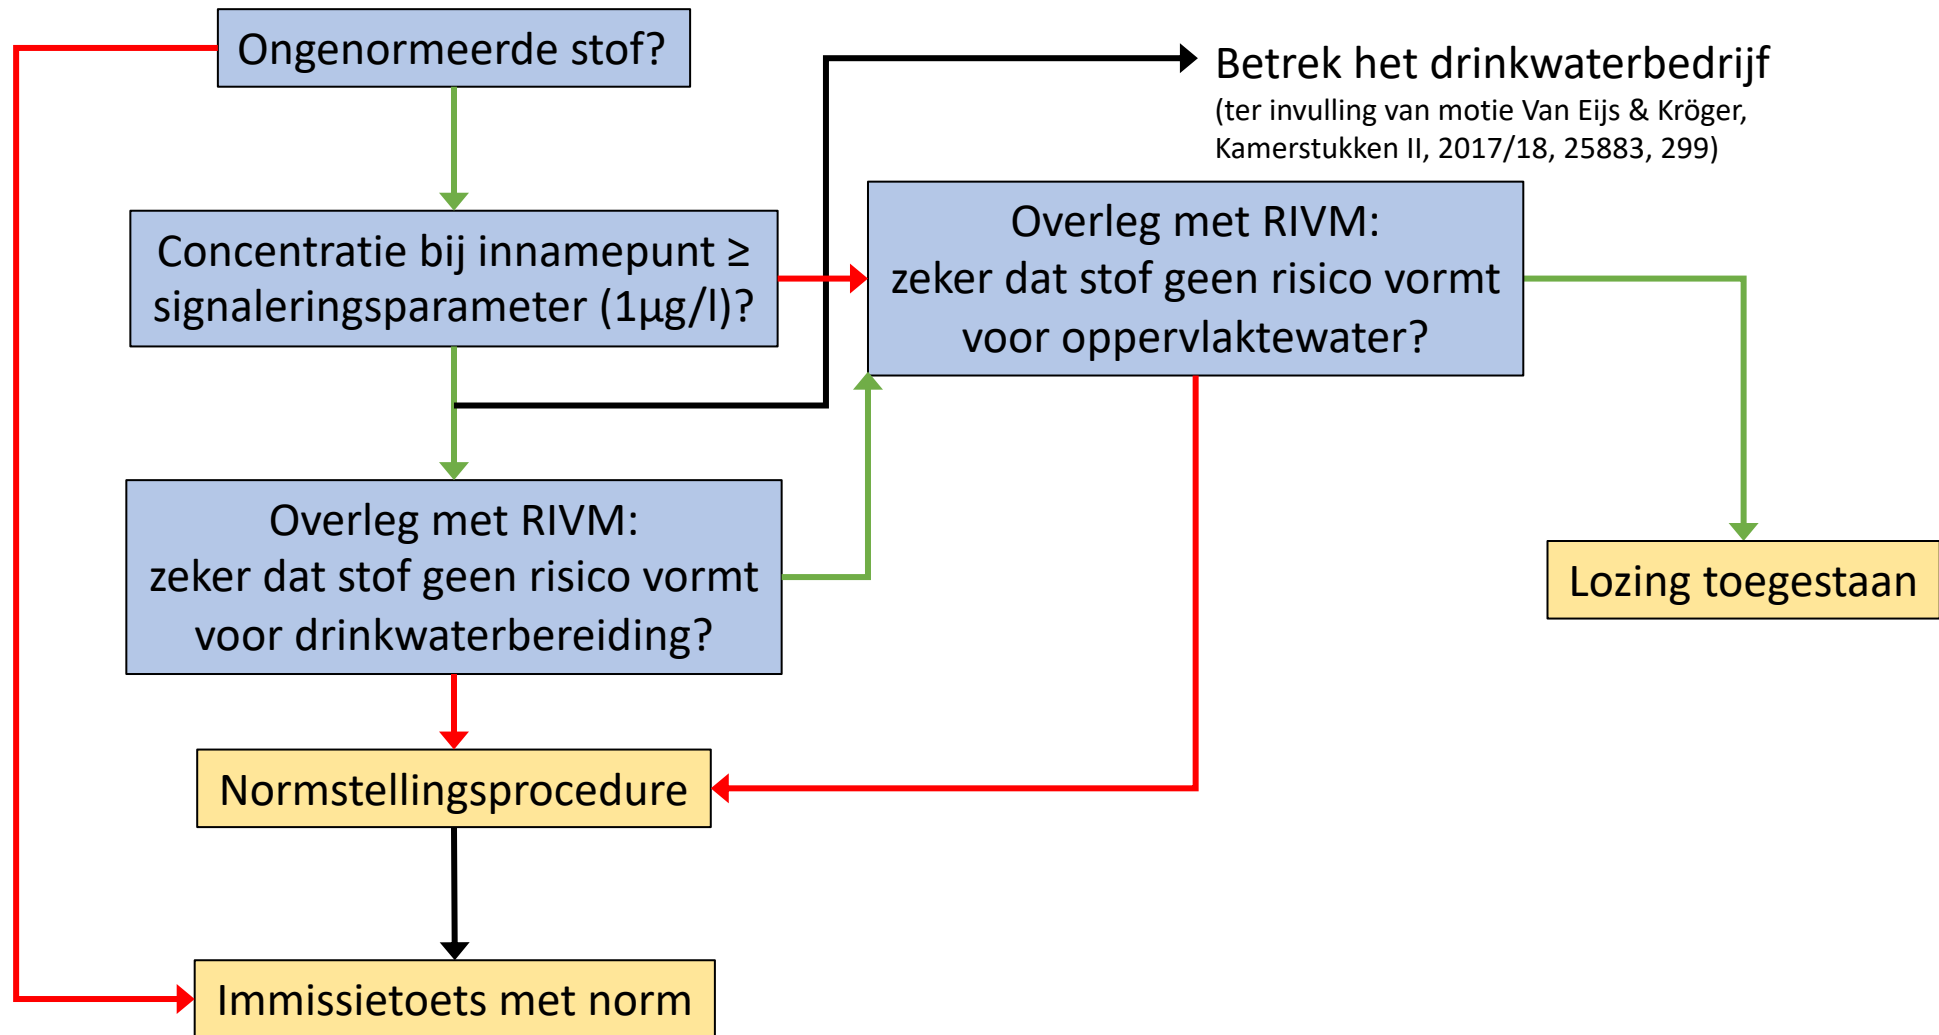 Ongenormeerde stof?
Betrek het drinkwaterbedrijf
(ter invulling van motie Van Eijs & Kröger,
Kamerstukken II, 2017/18, 25883, 299)
Concentratie bij innamepunt ≥
signaleringsparameter (1µg/l)?
Overleg met RIVM:
zeker dat stof geen risico vormt
voor oppervlaktewater?
Overleg met RIVM:
zeker dat stof geen risico vormt
voor drinkwaterbereiding?
Lozing toegestaan
Normstellingsprocedure
Immissietoets met norm